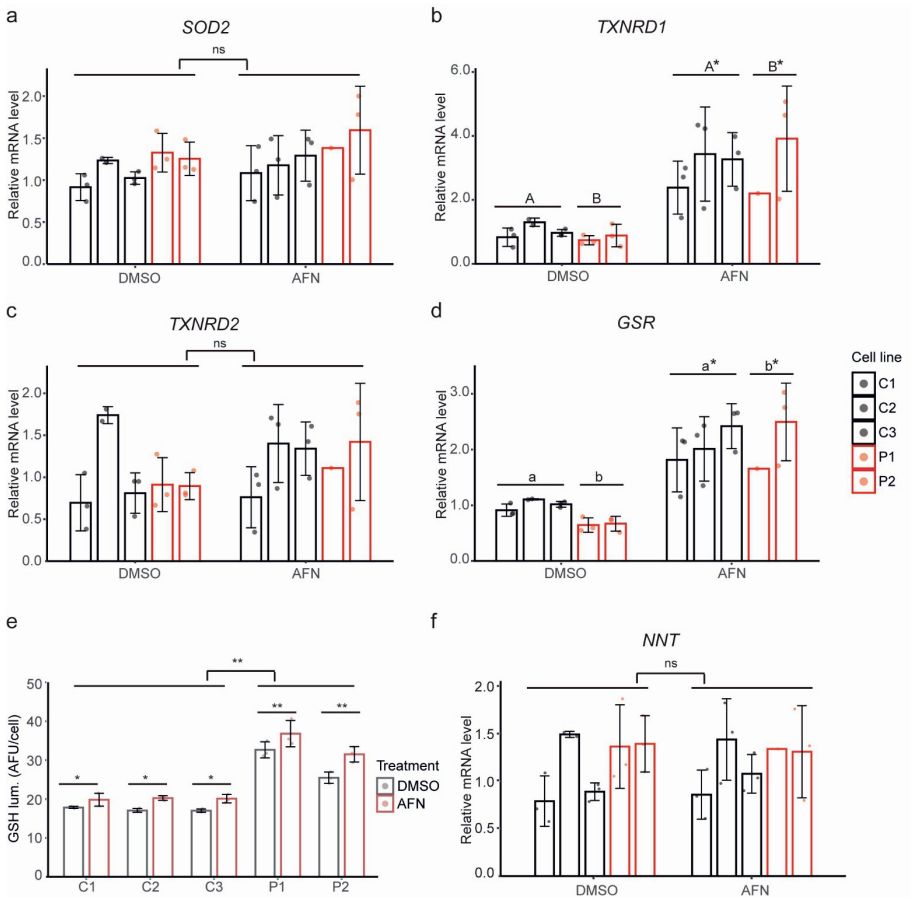 a
SOD2
ns
Relative mRNA level
2.0
1.5
1.0
0.5
0.0
DMSO
AFN
b
TXNRD1
A*
B*
A
B
Relative mRNA level
6.0
4.0
2.0
0.0
DMSO
AFN
c
TXNRD2
ns
Relative mRNA level
2.0
1.5
1.0
0.5
0.0
DMSO
AFN
d
GSR
a*
b*
a
b
Relative mRNA level
3.0
2.0
1.0
0.0
DMSO
AFN
Cell line
C1
C2
C3
P1
P2
e
**
**
**
*
*
*
GSH lum. (AFU/cell)
50
40
30
20
10
0
C1
C2
C3
P1
P2
Treatment
DMSO
AFN
f
NNT
ns
Relative mRNA level
2.0
1.5
1.0
0.5
0.0
DMSO
AFN